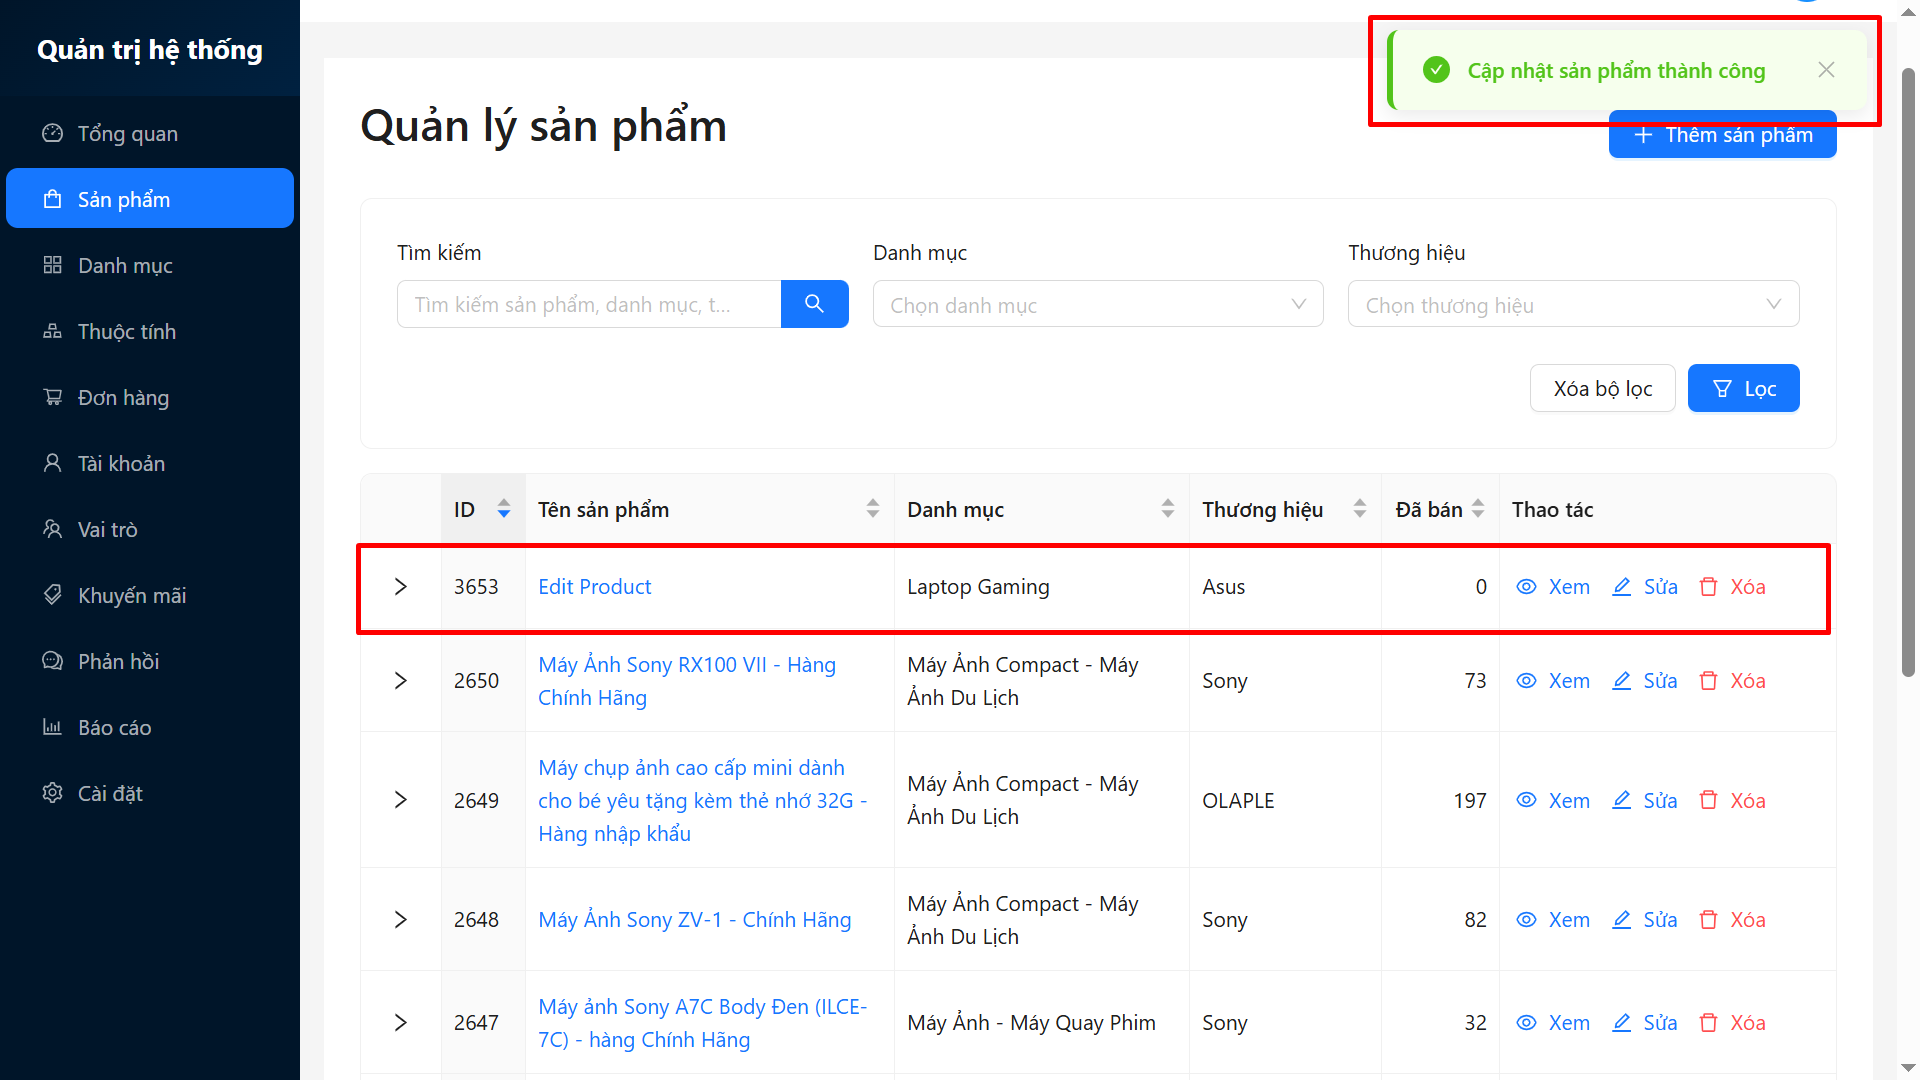 Quản trị hệ thống
Tổng quan
Sản phẩm
Danh mục
Thuộc tính
Đơn hàng
Tài khoản
Vai trò
Khuyến mãi
Phản hồi
Báo cáo
Cài đặt
Cập nhật sản phẩm thành công
Quản lý sản phẩm
Thêm sản phẩm
Tìm kiếm
Danh mục
Thương hiệu
Tìm kiếm sản phẩm, danh mục, t...
Chọn danh mục
Chọn thương hiệu
Xóa bộ lọc
Lọc
ID Tên sản phẩm Danh mục Thương hiệu Đã bán Thao tác
3653 Edit Product Laptop Gaming Asus 0 Xem Sửa Xóa
2650 Máy Ảnh Sony RX100 VII - Hàng
Chính Hãng
Máy Ảnh Compact - Máy
Ảnh Du Lịch
Sony 73 Xem Sửa Xóa
2649 Máy chụp ảnh cao cấp mini dành
cho bé yêu tặng kèm thẻ nhớ 32G -
Hàng nhập khẩu
Máy Ảnh Compact - Máy
Ảnh Du Lịch
OLAPLE 197 Xem Sửa Xóa
2648 Máy Ảnh Sony ZV-1 - Chính Hãng
Máy Ảnh Compact - Máy
Ảnh Du Lịch
Sony 82 Xem Sửa Xóa
2647 Máy ảnh Sony A7C Body Đen (ILCE-
7C) - hàng Chính Hãng
Máy Ảnh - Máy Quay Phim
Sony 32 Xem Sửa Xóa